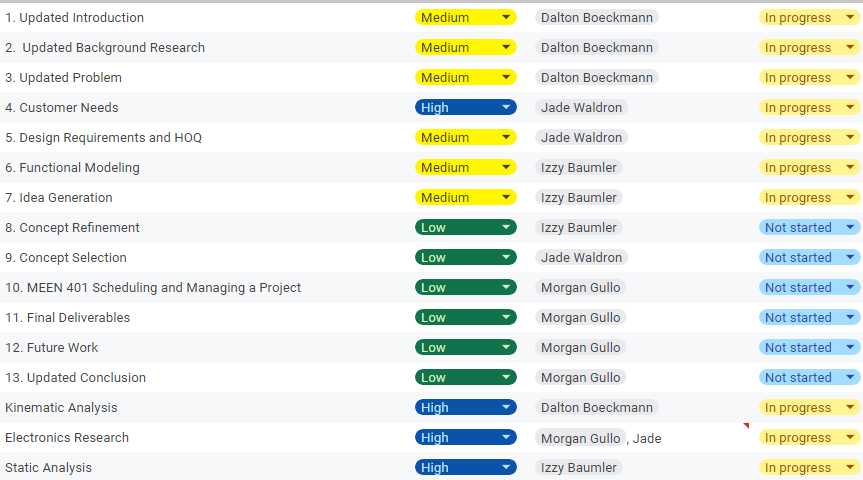 1. Updated Introduction Medium Dalton Boeckmann In progress
2. Updated Background Research Medium Dalton Boeckmann In progress
3. Updated Problem Medium Dalton Boeckmann In progress
4. Customer Needs High Jade Waldron In progress
5. Design Requirements and HOQ Medium Jade Waldron In progress
6. Functional Modeling Medium Izzy Baumler In progress
7. Idea Generation Medium Izzy Baumler In progress
8. Concept Refinement Low Izzy Baumler Not started
9. Concept Selection Low Jade Waldron Not started
10. MEEN 401 Scheduling and Managing a Project Low Morgan Gullo Not started
11. Final Deliverables Low Morgan Gullo Not started
12. Future Work Low Morgan Gullo Not started
13. Updated Conclusion Low Morgan Gullo Not started
Kinematic Analysis High Dalton Boeckmann In progress
Electronics Research High Morgan Gullo , Jade In progress
Static Analysis High Izzy Baumler In progress